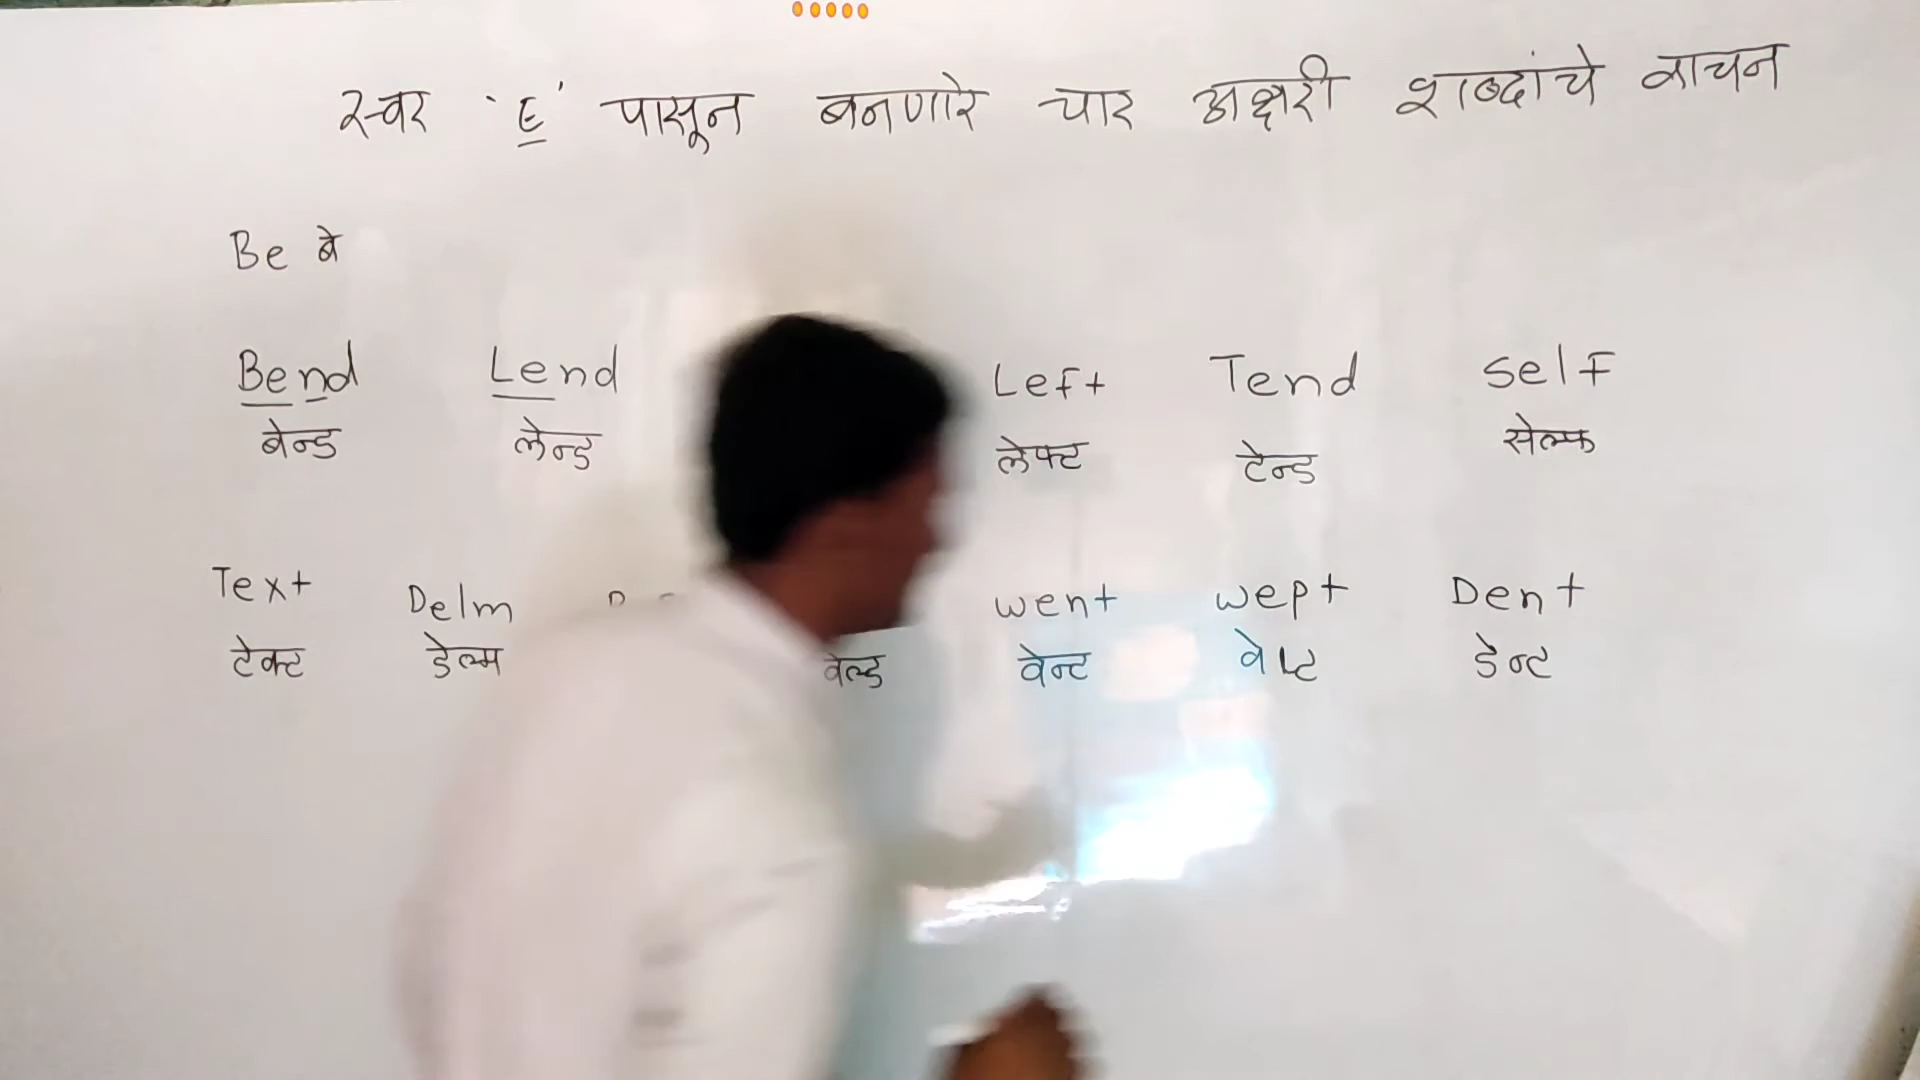 स्वर 'E' पासून बनणारे चार अक्षरी शब्दांचे वाचन
Be बे
Bend Lend Left Tend Self
बेन्ड लेन्ड लेफ्ट टेन्ड सेल्फ
Text Delm went wept Dent
टेक्ट डेल्म वेल्ड वेन्ट वेप्ट डेन्ट